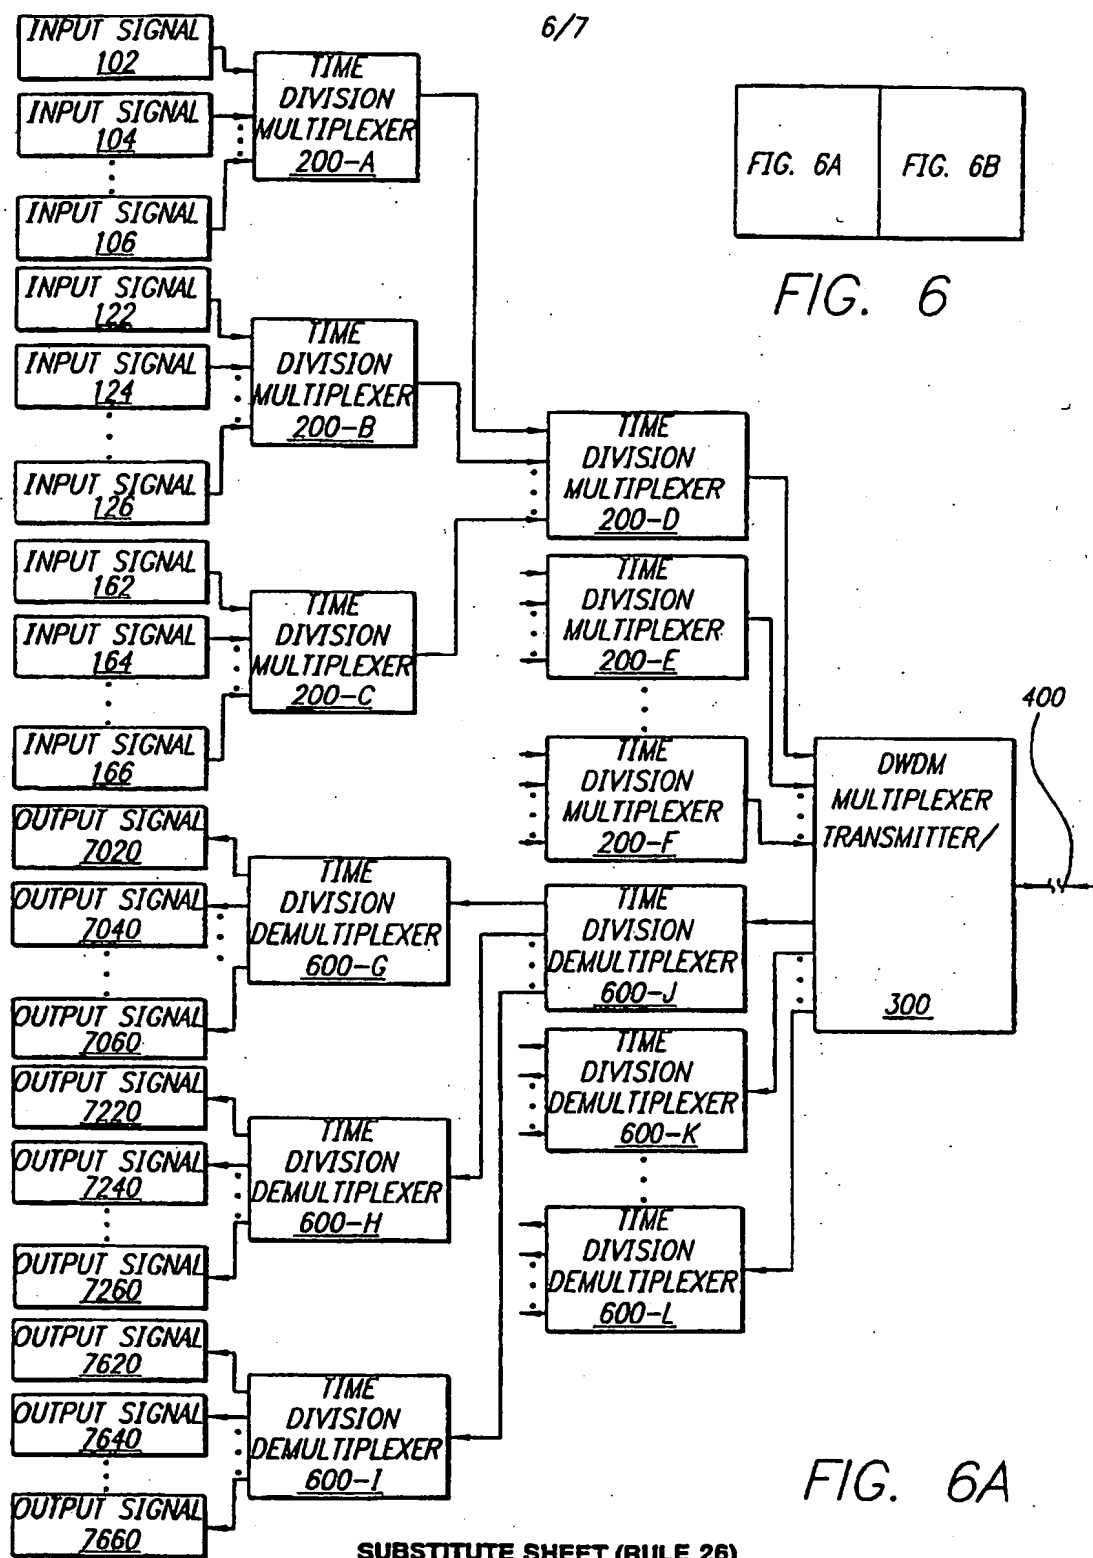 6/7
INPUT SIGNAL
102
INPUT SIGNAL
104
INPUT SIGNAL
106
TIME
DIVISION
MULTIPLEXER
200-A
FIG. 6A
FIG. 6B
FIG. 6
INPUT SIGNAL
122
INPUT SIGNAL
124
INPUT SIGNAL
126
TIME
DIVISION
MULTIPLEXER
200-B
INPUT SIGNAL
162
INPUT SIGNAL
164
INPUT SIGNAL
166
TIME
DIVISION
MULTIPLEXER
200-C
TIME
DIVISION
MULTIPLEXER
200-D
TIME
DIVISION
MULTIPLEXER
200-E
TIME
DIVISION
MULTIPLEXER
200-F
400
DWDM
MULTIPLEXER
TRANSMITTER/
300
OUTPUT SIGNAL
7020
OUTPUT SIGNAL
7040
OUTPUT SIGNAL
7060
TIME
DIVISION
DEMULTIPLEXER
600-G
TIME
DIVISION
DEMULTIPLEXER
600-J
OUTPUT SIGNAL
7220
OUTPUT SIGNAL
7240
OUTPUT SIGNAL
7260
TIME
DIVISION
DEMULTIPLEXER
600-H
TIME
DIVISION
DEMULTIPLEXER
600-K
TIME
DIVISION
DEMULTIPLEXER
600-L
OUTPUT SIGNAL
7620
OUTPUT SIGNAL
7640
OUTPUT SIGNAL
7660
TIME
DIVISION
DEMULTIPLEXER
600-I
FIG. 6A
SUBSTITUTE SHEET (RULE 26)